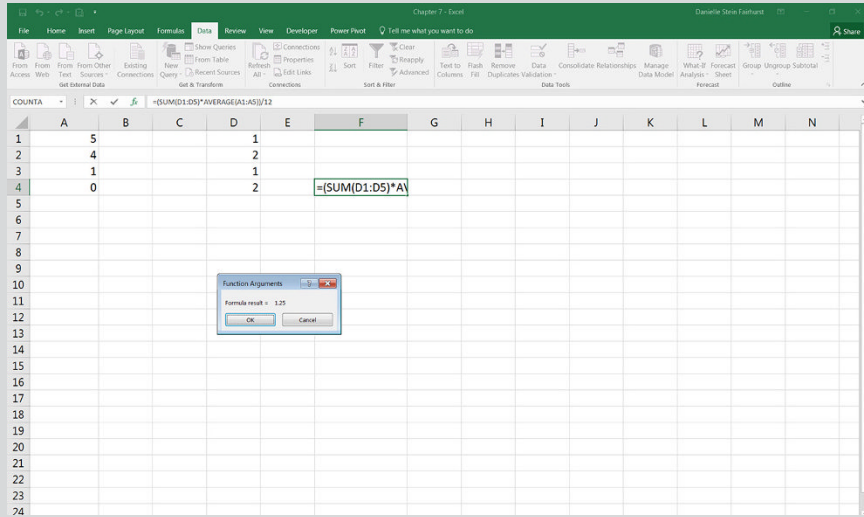 Chapter 7 - Excel
Danielle Stein Fairhurst
File Home Insert Page Layout Formulas Data Review View Developer Power Pivot Tell me what you want to do
Share
From Access
From Web
From Text
From Other Sources
Existing Connections
New Query
Show Queries
From Table
Recent Sources
Refresh All
Connections
Properties
Edit Links
Sort
Filter
Clear
Reapply
Advanced
Text to Columns
Flash Fill
Remove Duplicates
Data Validation
Consolidate
Relationships
Manage Data Model
What-If Analysis
Forecast Sheet
Group
Ungroup
Subtotal
Get External Data
Get & Transform
Connections
Sort & Filter
Data Tools
Forecast
Outline
COUNTA fx =(SUM(D1:D5)*AVERAGE(A1:A5))/12
A B C D E F G H I J K L M N
1 5 1
2 4 2
3 1 1
4 0 2 =(SUM(D1:D5)*A
5
6
7
8
9
10
11
12
13
14
15
16
17
18
19
20
21
22
23
24
Function Arguments
Formula result = 1.25
OK Cancel